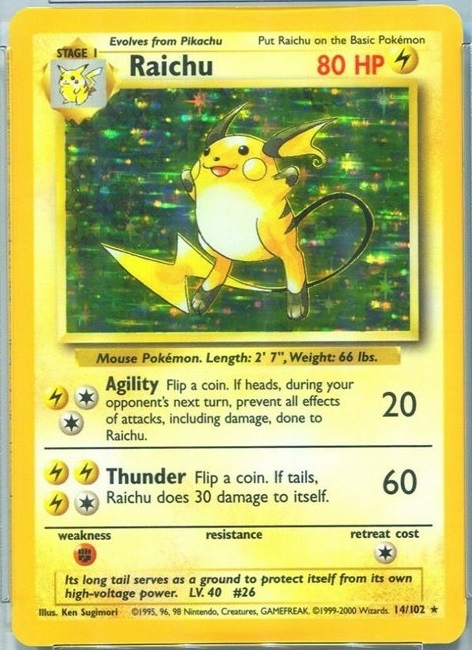 Evolves from Pikachu Put Raichu on the Basic Pokémon
STAGE 1
Raichu 80 HP
Mouse Pokémon. Length: 2' 7", Weight: 66 lbs.
Agility Flip a coin. If heads, during your
opponent's next turn, prevent all effects
of attacks, including damage, done to
Raichu.
20
Thunder Flip a coin. If tails,
Raichu does 30 damage to itself.
60
weakness resistance retreat cost
Its long tail serves as a ground to protect itself from its own
high-voltage power. LV. 40 #26
Illus. Ken Sugimori ©1995, 96, 98 Nintendo, Creatures, GAMEFREAK. ©1999-2000 Wizards. 14/102 ★